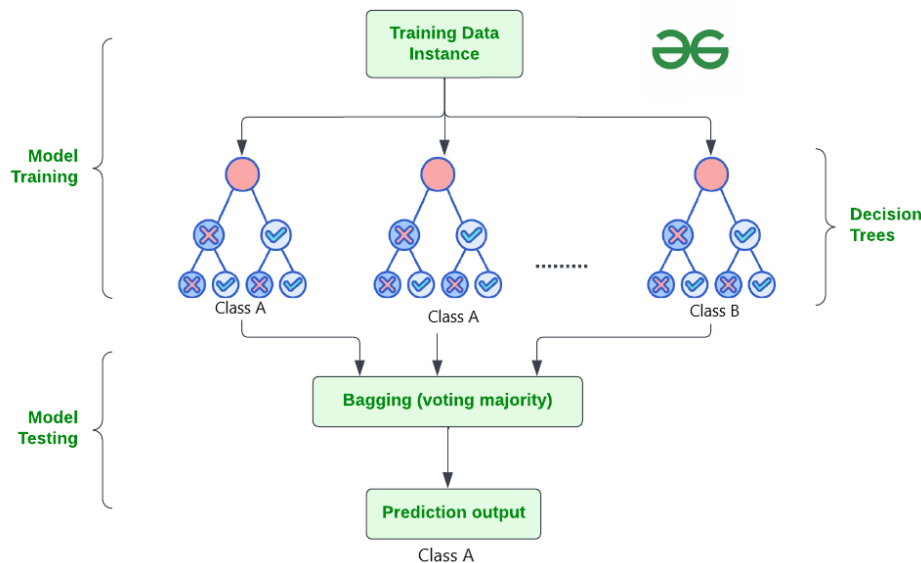 Training Data
Instance
Model
Training
Decision
Trees
Class A
Class A
Class B
Bagging (voting majority)
Model
Testing
Prediction output
Class A